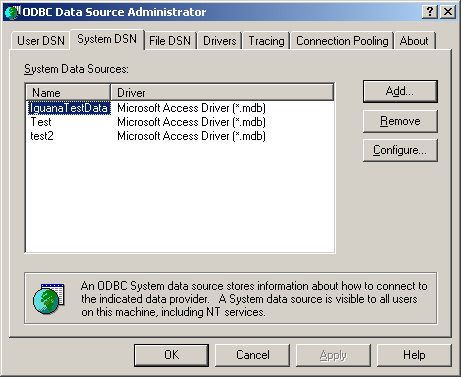 ODBC Data Source Administrator
User DSN System DSN File DSN Drivers Tracing Connection Pooling About
System Data Sources:
Name Driver
IguanaTestData Microsoft Access Driver (*.mdb)
Test Microsoft Access Driver (*.mdb)
test2 Microsoft Access Driver (*.mdb)
Add...
Remove
Configure...
An ODBC System data source stores information about how to connect to
the indicated data provider. A System data source is visible to all users
on this machine, including NT services.
OK Cancel Apply Help